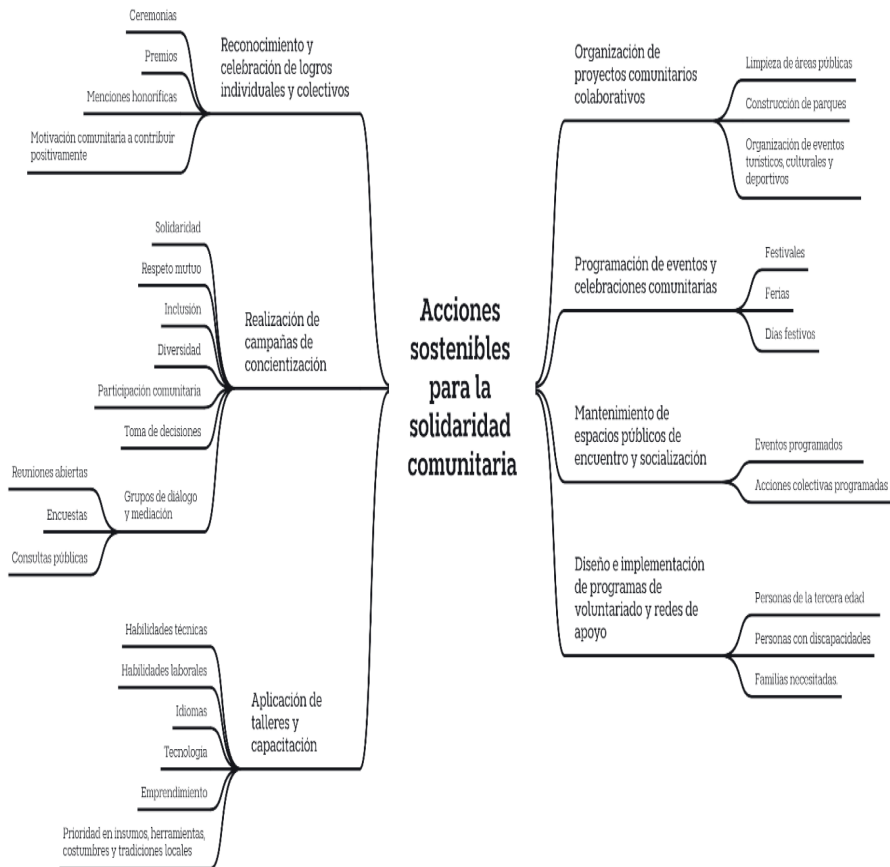 Acciones
sostenibles
para la
solidaridad
comunitaria
Reconocimiento y
celebración de logros
individuales y colectivos
Ceremonias
Premios
Menciones honoríficas
Motivación comunitaria a contribuir
positivamente
Realización de
campañas de
concientización
Solidaridad
Respeto mutuo
Inclusión
Diversidad
Participación comunitaria
Toma de decisiones
Grupos de diálogo
y mediación
Reuniones abiertas
Encuestas
Consultas públicas
Aplicación de
talleres y
capacitación
Habilidades técnicas
Habilidades laborales
Idiomas
Tecnología
Emprendimiento
Prioridad en insumos, herramientas,
costumbres y tradiciones locales
Organización de
proyectos comunitarios
colaborativos
Limpieza de áreas públicas
Construcción de parques
Organización de eventos
turísticos, culturales y
deportivos
Programación de eventos y
celebraciones comunitarias
Festivales
Ferias
Días festivos
Mantenimiento de
espacios públicos de
encuentro y socialización
Eventos programados
Acciones colectivas programadas
Diseño e implementación
de programas de
voluntariado y redes de
apoyo
Personas de la tercera edad
Personas con discapacidades
Familias necesitadas.